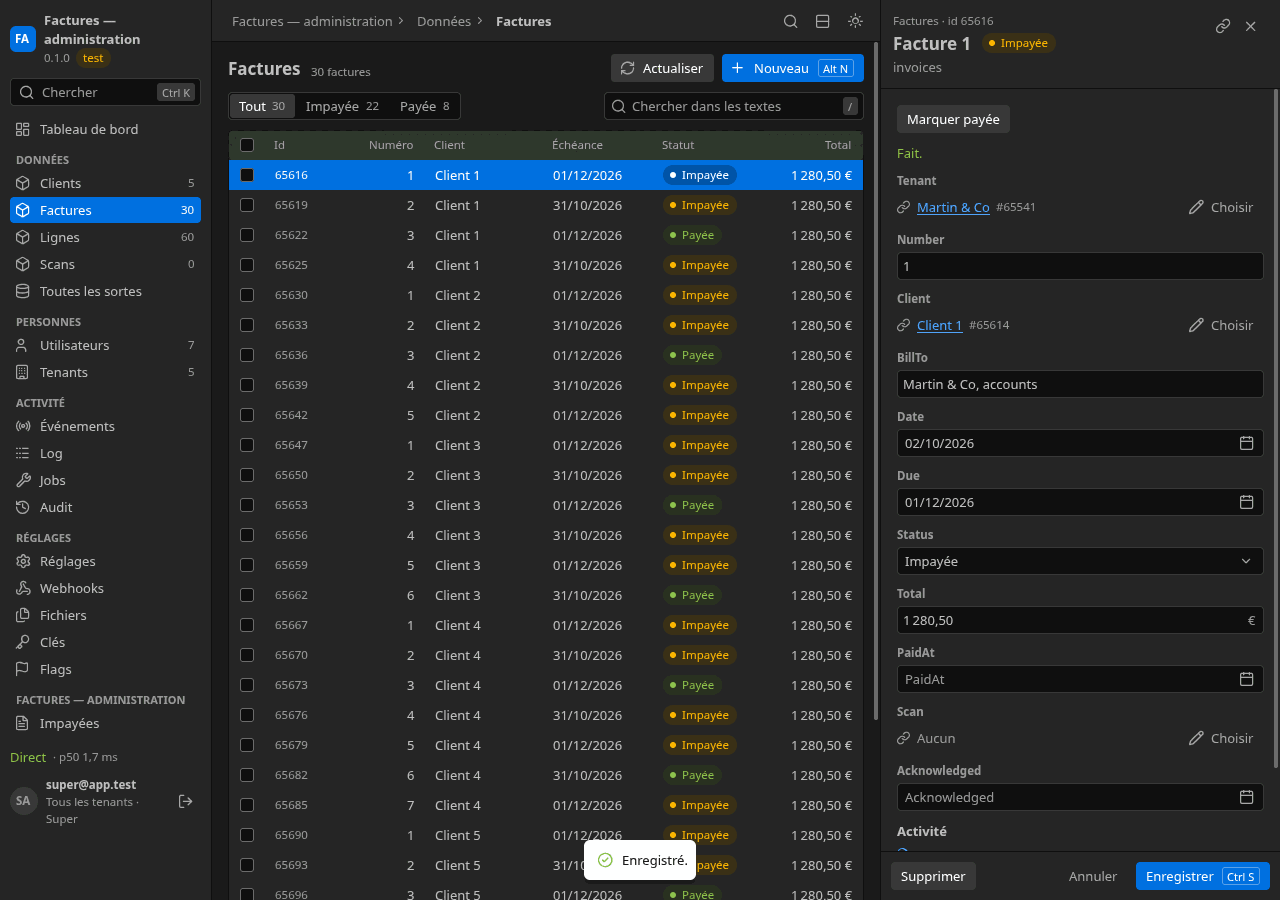 FA
Factures —
administration
0.1.0 test
Chercher Ctrl K
Tableau de bord
DONNÉES
Clients 5
Factures 30
Lignes 60
Scans 0
Toutes les sortes
PERSONNES
Utilisateurs 7
Tenants 5
ACTIVITÉ
Événements
Log
Jobs
Audit
RÉGLAGES
Réglages
Webhooks
Fichiers
Clés
Flags
FACTURES — ADMINISTRATION
Impayées
Direct · p50 1,7 ms
SA
super@app.test
Tous les tenants ·
Super
Factures — administration › Données › Factures
Factures 30 factures
Actualiser
Nouveau Alt N
Tout 30 Impayée 22 Payée 8
Chercher dans les textes /
Id Numéro Client Échéance Statut Total
65616 1 Client 1 01/12/2026 Impayée 1 280,50 €
65619 2 Client 1 31/10/2026 Impayée 1 280,50 €
65622 3 Client 1 01/12/2026 Payée 1 280,50 €
65625 4 Client 1 31/10/2026 Impayée 1 280,50 €
65630 1 Client 2 01/12/2026 Impayée 1 280,50 €
65633 2 Client 2 31/10/2026 Impayée 1 280,50 €
65636 3 Client 2 01/12/2026 Payée 1 280,50 €
65639 4 Client 2 31/10/2026 Impayée 1 280,50 €
65642 5 Client 2 01/12/2026 Impayée 1 280,50 €
65647 1 Client 3 01/12/2026 Impayée 1 280,50 €
65650 2 Client 3 31/10/2026 Impayée 1 280,50 €
65653 3 Client 3 01/12/2026 Payée 1 280,50 €
65656 4 Client 3 31/10/2026 Impayée 1 280,50 €
65659 5 Client 3 01/12/2026 Impayée 1 280,50 €
65662 6 Client 3 31/10/2026 Payée 1 280,50 €
65667 1 Client 4 01/12/2026 Impayée 1 280,50 €
65670 2 Client 4 31/10/2026 Impayée 1 280,50 €
65673 3 Client 4 01/12/2026 Payée 1 280,50 €
65676 4 Client 4 31/10/2026 Impayée 1 280,50 €
65679 5 Client 4 01/12/2026 Impayée 1 280,50 €
65682 6 Client 4 31/10/2026 Payée 1 280,50 €
65685 7 Client 4 01/12/2026 Impayée 1 280,50 €
65690 1 Client 5 01/12/2026 Impayée 1 280,50 €
65693 2 Client 5 1 280,50 €
65696 3 Client 5 01/12/2026 Payée 1 280,50 €
Enregistré.
Factures · id 65616
Facture 1 Impayée
invoices
Marquer payée
Fait.
Tenant
Martin & Co #65541 Choisir
Number
1
Client
Client 1 #65614 Choisir
BillTo
Martin & Co, accounts
Date
02/10/2026
Due
01/12/2026
Status
Impayée
Total
1 280,50 €
PaidAt
PaidAt
Scan
Aucun Choisir
Acknowledged
Acknowledged
Activité
Supprimer Annuler Enregistrer Ctrl S